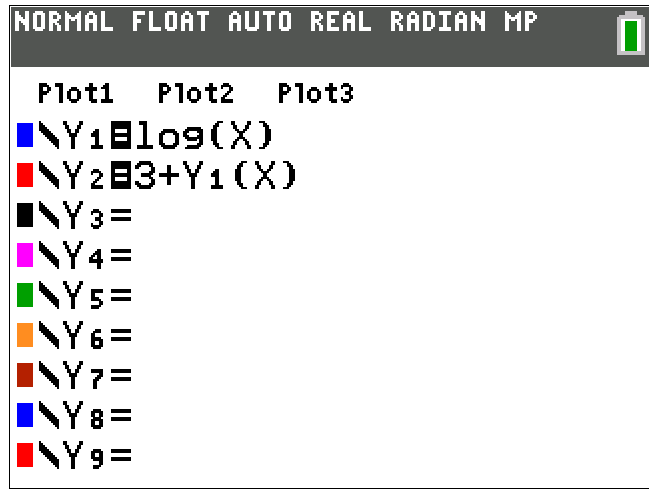 NORMAL FLOAT AUTO REAL RADIAN MP
Plot1 Plot2 Plot3
\Y₁=log(X)
\Y₂=3+Y₁(X)
\Y₃=
\Y₄=
\Y₅=
\Y₆=
\Y₇=
\Y₈=
\Y₉=